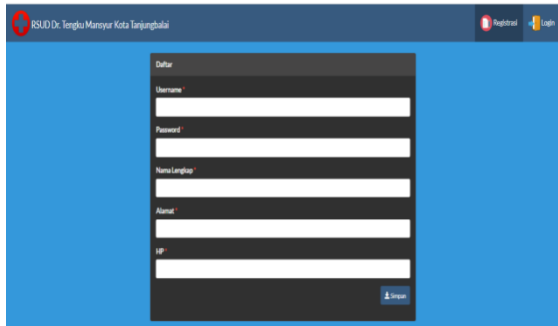 RSUD Dr. Tengku Mansyur Kota Tanjungbalai
Registrasi
Login
Daftar
Username *
Password *
Nama Lengkap *
Alamat *
HP *
Simpan